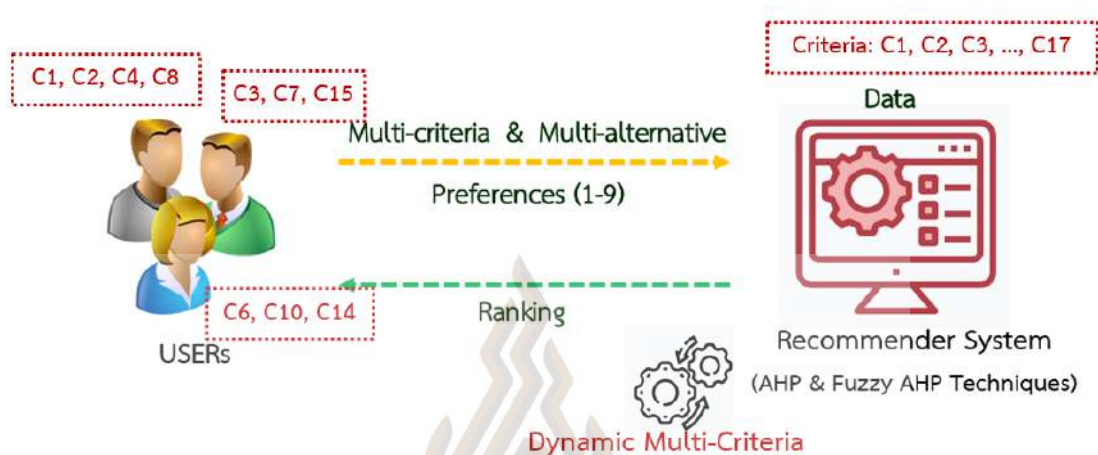 Criteria: C1, C2, C3, ..., C17
C1, C2, C4, C8
C3, C7, C15
Data
Multi-criteria & Multi-alternative
Preferences (1-9)
C6, C10, C14
Ranking
USERs
Recommender System
(AHP & Fuzzy AHP Techniques)
Dynamic Multi-Criteria